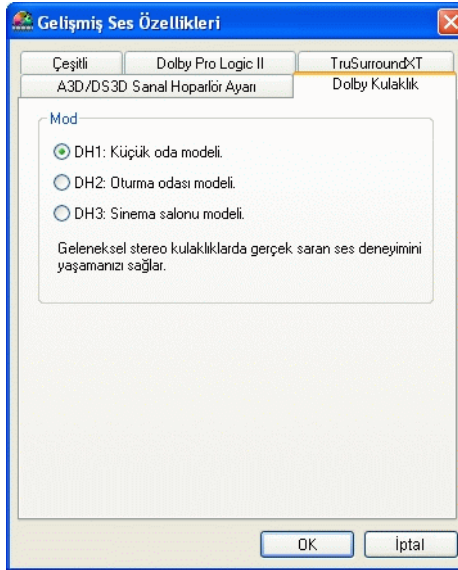 Gelişmiş Ses Özellikleri
Çeşitli
Dolby Pro Logic II
TruSurroundXT
A3D/DS3D Sanal Hoparlör Ayarı
Dolby Kulaklık
Mod
DH1: Küçük oda modeli.
DH2: Oturma odası modeli.
DH3: Sinema salonu modeli.
Geleneksel stereo kulaklıklarda gerçek saran ses deneyimini
yaşamanızı sağlar.
OK
İptal